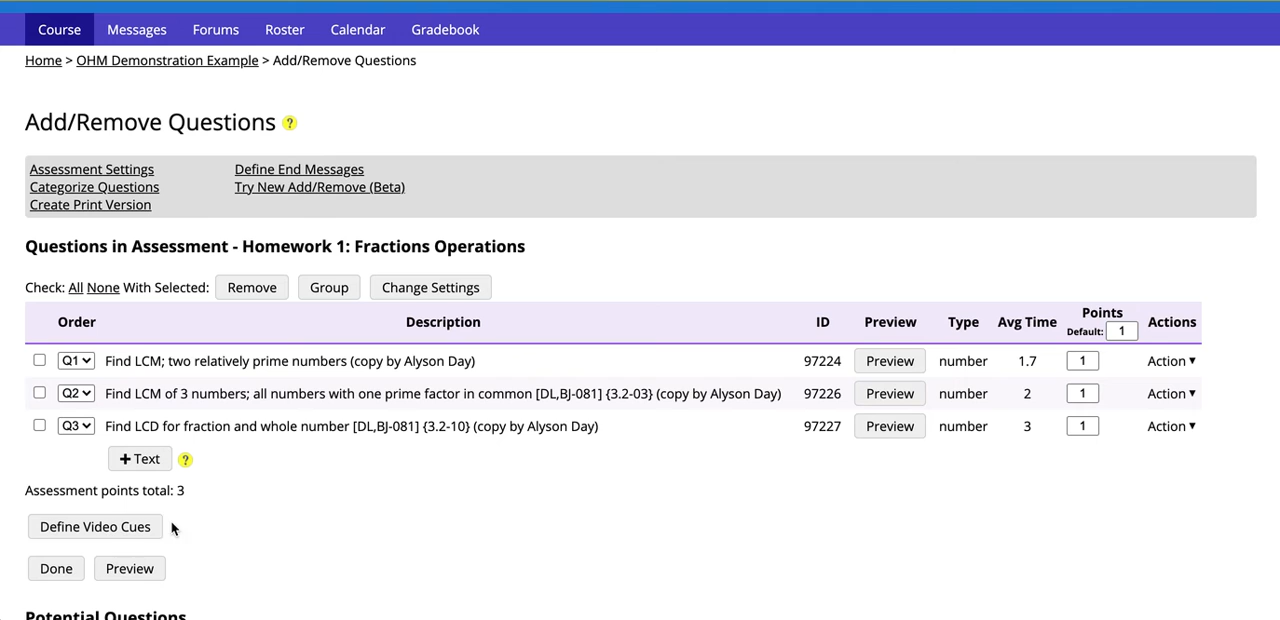 Course Messages Forums Roster Calendar Gradebook
Home > OHM Demonstration Example > Add/Remove Questions
Add/Remove Questions ?
Assessment Settings Define End Messages
Categorize Questions Try New Add/Remove (Beta)
Create Print Version
Questions in Assessment - Homework 1: Fractions Operations
Check: All None With Selected: Remove Group Change Settings
Order Description ID Preview Type Avg Time Points Default: 1 Actions
Q1 Find LCM; two relatively prime numbers (copy by Alyson Day) 97224 Preview number 1.7 1 Action ▼
Q2 Find LCM of 3 numbers; all numbers with one prime factor in common [DL,BJ-081] {3.2-03} (copy by Alyson Day) 97226 Preview number 2 1 Action ▼
Q3 Find LCD for fraction and whole number [DL,BJ-081] {3.2-10} (copy by Alyson Day) 97227 Preview number 3 1 Action ▼
+ Text ?
Assessment points total: 3
Define Video Cues
Done Preview
Potential Questions